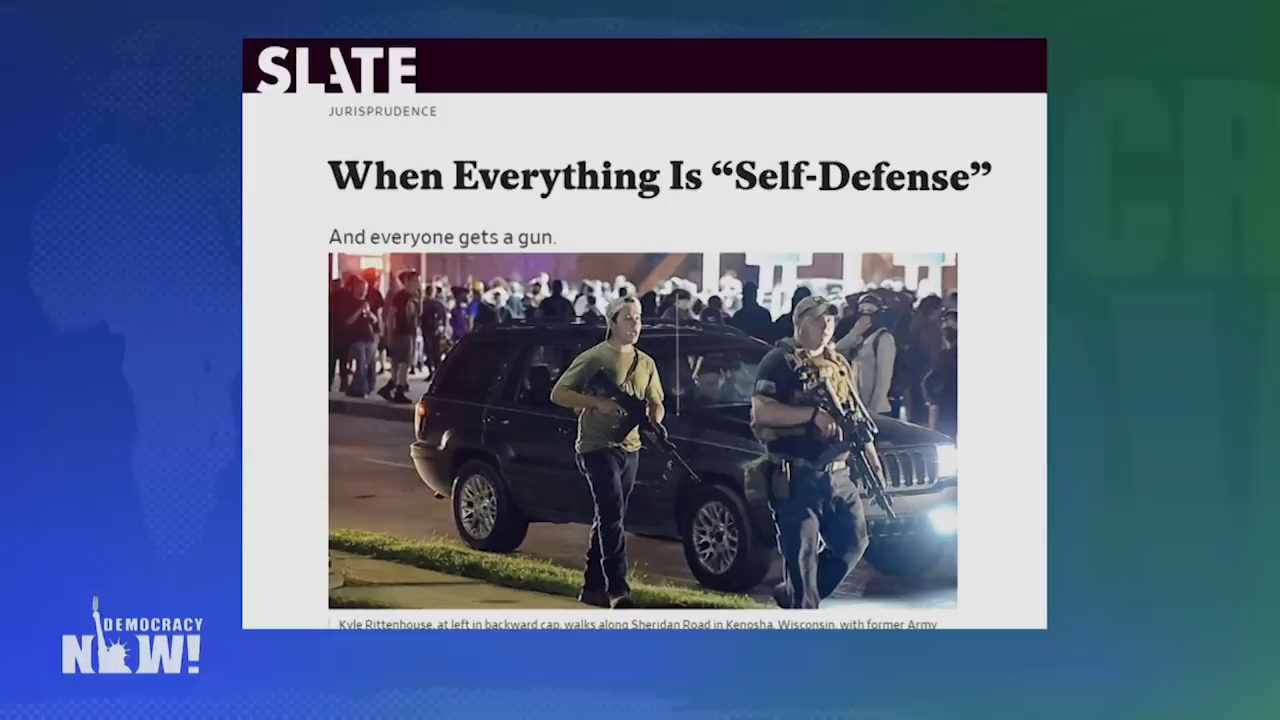 SLATE
JURISPRUDENCE
When Everything Is “Self-Defense”
And everyone gets a gun.
Kyle Rittenhouse, at left in backward cap, walks along Sheridan Road in Kenosha, Wisconsin, with former Army
DEMOCRACY
NOW!